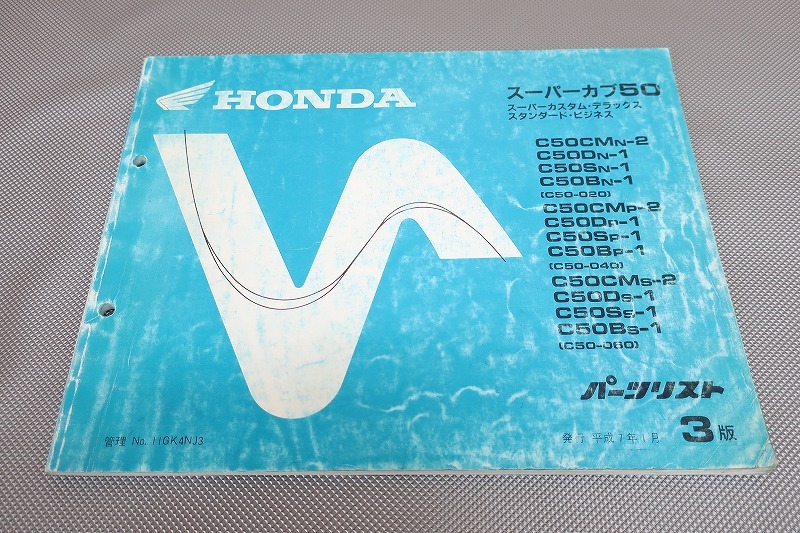 HONDA
スーパーカブ50
スーパーカスタム・デラックス
スタンダード・ビジネス
C50CMN-2
C50DN-1
C50SN-1
C50BN-1
(C50-020)
C50CMP-2
C50DP-1
C50SP-1
C50BP-1
(C50-040)
C50CMS-2
C50DS-1
C50SS-1
C50BS-1
(C50-060)
パーツリスト
管理 No. 11GK4NJ3
発行 平成7年1月
3版